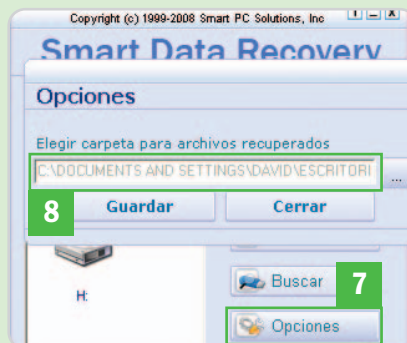 Copyright (c) 1999-2008 Smart PC Solutions, Inc
Smart Data Recovery
Opciones
Elegir carpeta para archivos recuperados
C:\DOCUMENTS AND SETTINGS\DAVID\ESCRITORI
...
8
Guardar
Cerrar
Buscar
7
H:
Opciones